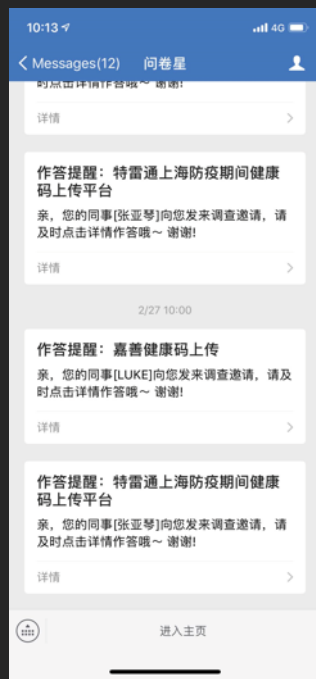 10:13
4G
Messages(12)
问卷星
时点击详情作答哦～ 谢谢!
详情
作答提醒：特雷通上海防疫期间健康
码上传平台
亲，您的同事[张亚琴]向您发来调查邀请，请
及时点击详情作答哦～ 谢谢!
详情
2/27 10:00
作答提醒：嘉善健康码上传
亲，您的同事[LUKE]向您发来调查邀请，请及
时点击详情作答哦～ 谢谢!
详情
作答提醒：特雷通上海防疫期间健康
码上传平台
亲，您的同事[张亚琴]向您发来调查邀请，请
及时点击详情作答哦～ 谢谢!
详情
进入主页